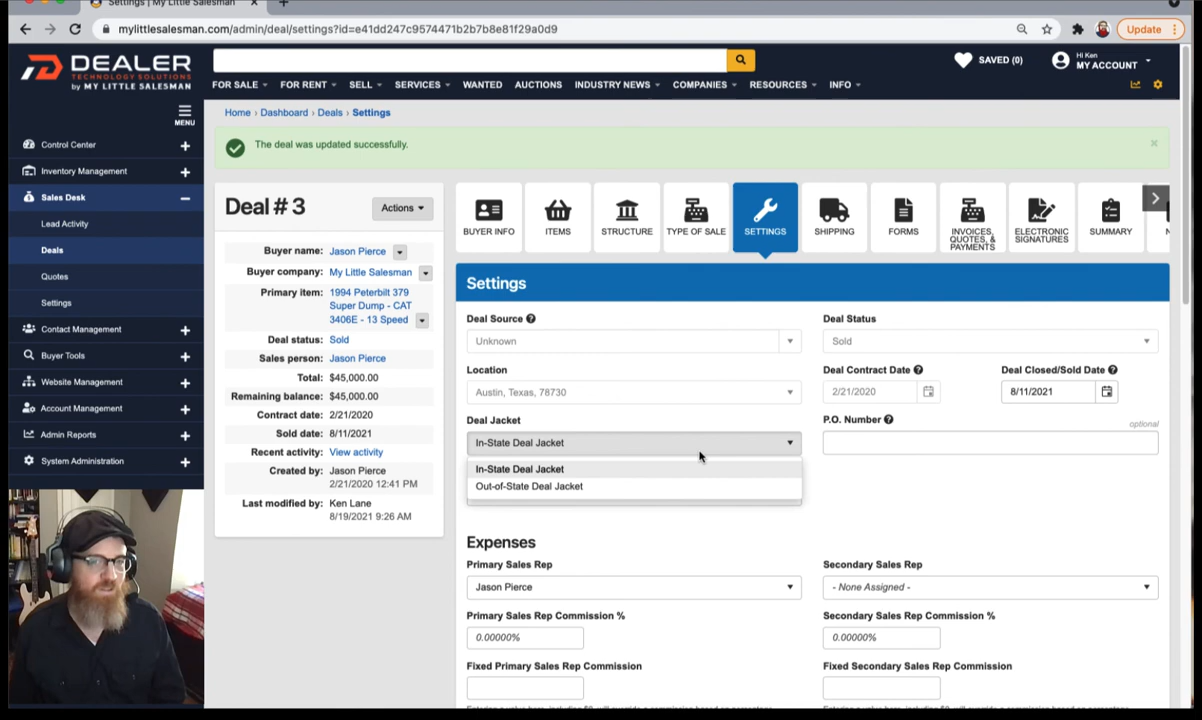 Settings | My Little Salesman
mylittlesalesman.com/admin/deal/settings?id=e41dd247c9574471b2b7b8e81f29a0d9
Update
DEALER
TECHNOLOGY SOLUTIONS
by MY LITTLE SALESMAN
SAVED (0)
Hi Ken
MY ACCOUNT
FOR SALE
FOR RENT
SELL
SERVICES
WANTED
AUCTIONS
INDUSTRY NEWS
COMPANIES
RESOURCES
INFO
MENU
Control Center
Inventory Management
Sales Desk
Lead Activity
Deals
Quotes
Settings
Contact Management
Buyer Tools
Website Management
Account Management
Admin Reports
System Administration
Home › Dashboard › Deals › Settings
The deal was updated successfully.
Deal # 3
Actions
Buyer name: Jason Pierce
Buyer company: My Little Salesman
Primary item: 1994 Peterbilt 379
Super Dump - CAT
3406E - 13 Speed
Deal status: Sold
Sales person: Jason Pierce
Total: $45,000.00
Remaining balance: $45,000.00
Contract date: 2/21/2020
Sold date: 8/11/2021
Recent activity: View activity
Created by: Jason Pierce
2/21/2020 12:41 PM
Last modified by: Ken Lane
8/19/2021 9:26 AM
BUYER INFO
ITEMS
STRUCTURE
TYPE OF SALE
SETTINGS
SHIPPING
FORMS
INVOICES,
QUOTES, &
PAYMENTS
ELECTRONIC
SIGNATURES
SUMMARY
Settings
Deal Source
Deal Status
Unknown
Sold
Location
Deal Contract Date
Deal Closed/Sold Date
Austin, Texas, 78730
2/21/2020
8/11/2021
Deal Jacket
P.O. Number
optional
In-State Deal Jacket
In-State Deal Jacket
Out-of-State Deal Jacket
Expenses
Primary Sales Rep
Secondary Sales Rep
Jason Pierce
- None Assigned -
Primary Sales Rep Commission %
Secondary Sales Rep Commission %
0.00000%
0.00000%
Fixed Primary Sales Rep Commission
Fixed Secondary Sales Rep Commission